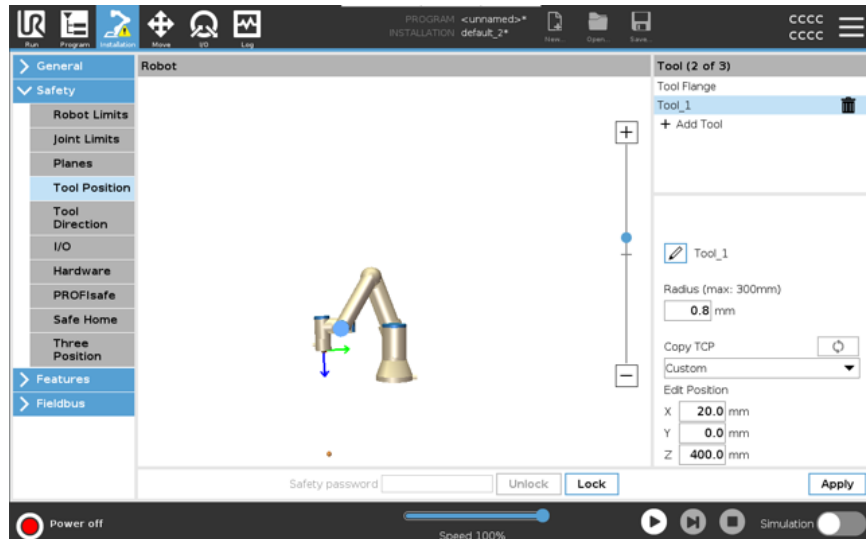 PROGRAM <unnamed>*
INSTALLATION default_2*
UR
Run
Program
Installation
Move
I/O
Log
New...
Open...
Save...
CCCC
CCCC
General
Safety
Robot Limits
Joint Limits
Planes
Tool Position
Tool
Direction
I/O
Hardware
PROFIsafe
Safe Home
Three
Position
Features
Fieldbus
Robot
Tool (2 of 3)
Tool Flange
Tool_1
+ Add Tool
Tool_1
Radius (max: 300mm)
0.8 mm
Copy TCP
Custom
Edit Position
X 20.0 mm
Y 0.0 mm
Z 400.0 mm
Safety password
Unlock
Lock
Apply
Power off
Speed 100%
Simulation